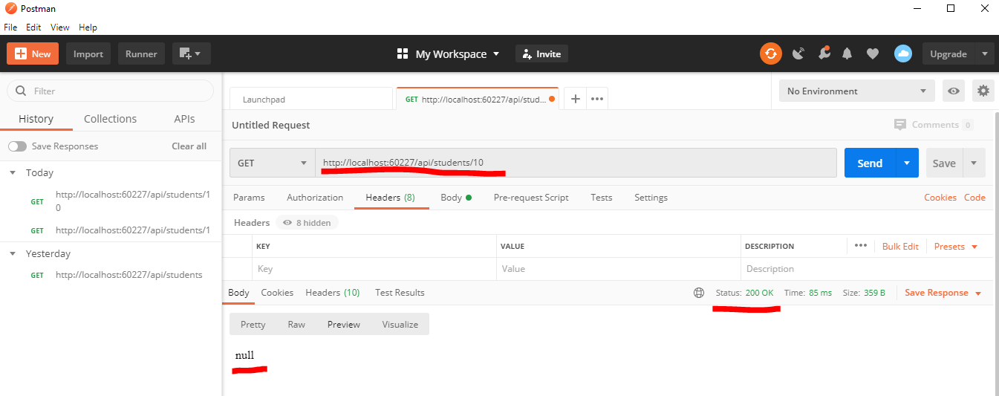 Postman
File Edit View Help
New Import Runner My Workspace Invite Upgrade
Filter
History Collections APIs
Save Responses Clear all
Today
GET http://localhost:60227/api/students/1
0
GET http://localhost:60227/api/students/1
Yesterday
GET http://localhost:60227/api/students
Launchpad GET http://localhost:60227/api/stud... + ••• No Environment
Untitled Request Comments 0
GET http://localhost:60227/api/students/10 Send Save
Params Authorization Headers (8) Body Pre-request Script Tests Settings Cookies Code
Headers 8 hidden
KEY VALUE DESCRIPTION ••• Bulk Edit Presets
Key Value Description
Body Cookies Headers (10) Test Results Status: 200 OK Time: 85 ms Size: 359 B Save Response
Pretty Raw Preview Visualize
null